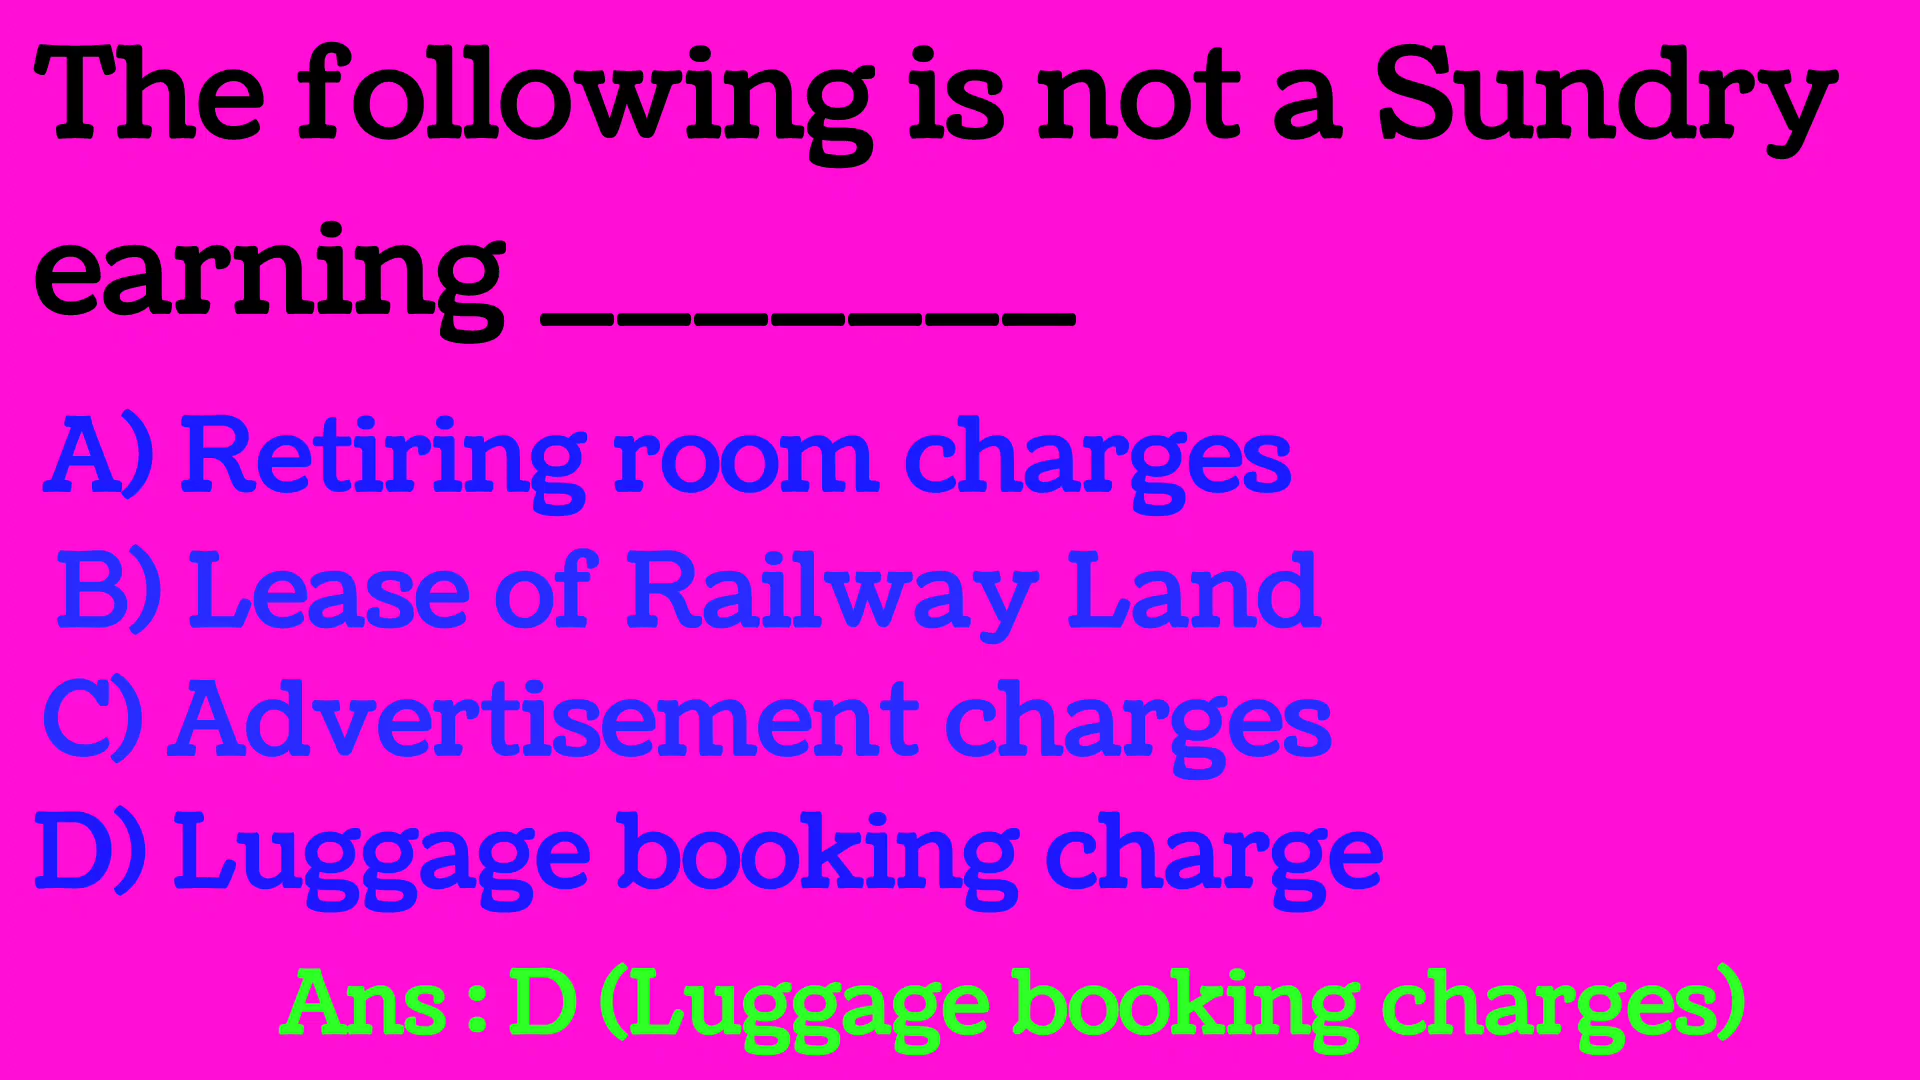 The following is not a Sundry
earning _______
A) Retiring room charges
B) Lease of Railway Land
C) Advertisement charges
D) Luggage booking charge
Ans : D (Luggage booking charges)